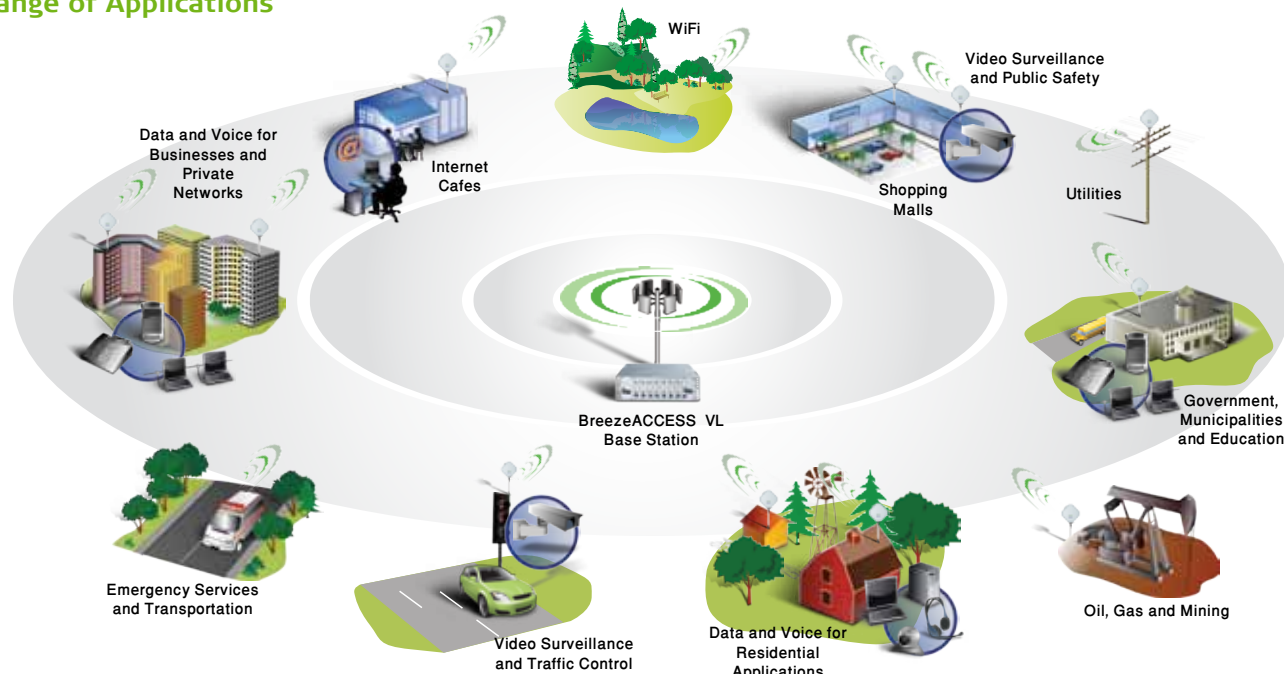 ange of Applications
WiFi
Video Surveillance
and Public Safety
Data and Voice for
Businesses and
Private
Networks
@
Internet
Cafes
Shopping
Malls
Utilities
BreezeACCESS VL
Base Station
Government,
Municipalities
and Education
Emergency Services
and Transportation
Video Surveillance
and Traffic Control
Data and Voice for
Residential
Applications
Oil, Gas and Mining